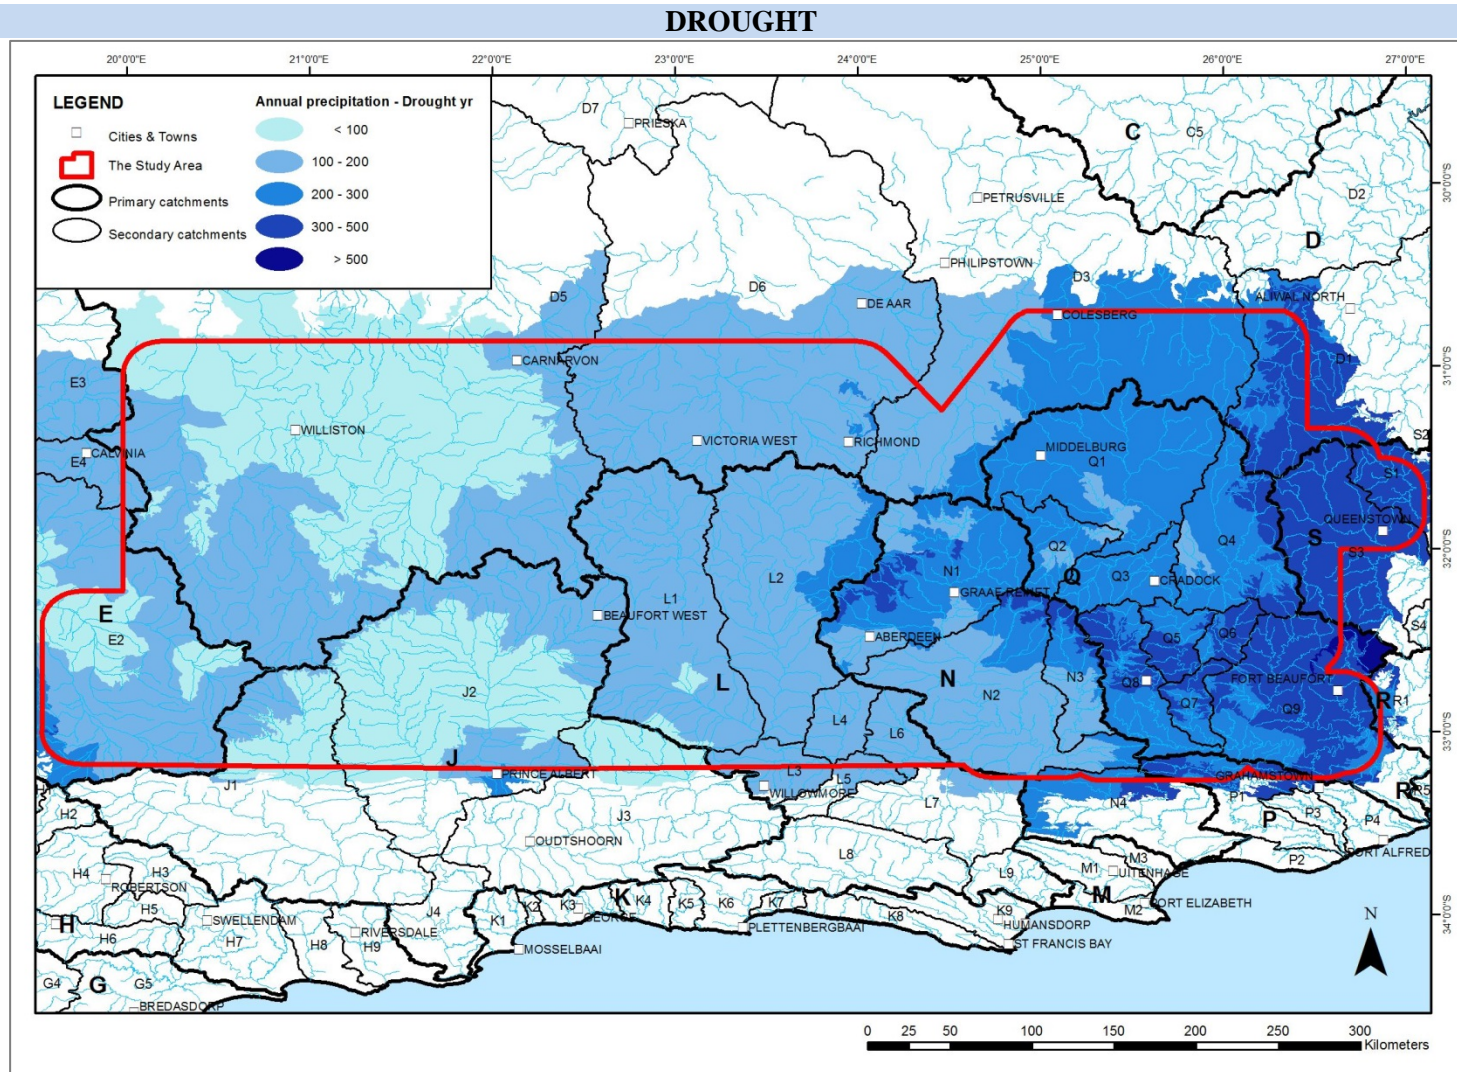 DROUGHT
20°0'0"E 21°0'0"E 22°0'0"E 23°0'0"E 24°0'0"E 25°0'0"E 26°0'0"E 27°0'0"E
LEGEND
Cities & Towns
The Study Area
Primary catchments
Secondary catchments
Annual precipitation - Drought yr
< 100
100 - 200
200 - 300
300 - 500
> 500
D7
PRIESKA
C
C5
30°0'0"S
D2
PETRUSVILLE
D
PHILIPSTOWN
D3
D5
D6
DE AAR
ALIWAL NORTH
COLESBERG
CARNARVON
D1
31°0'0"S
E3
WILLISTON
VICTORIA WEST
RICHMOND
MIDDELBURG
Q1
S2
CALVINIA
E4
S1
QUEENSTOWN
S
S3
32°0'0"S
Q2
Q
Q3
Q4
CRADOCK
N1
GRAAF REINET
L2
L1
BEAUFORT WEST
E
E2
ABERDEEN
Q5
Q6
S4
J2
L
N
N2
N3
Q8
Q7
FORT BEAUFORT
Q9
R
R1
33°0'0"S
L4
L6
J
PRINCE ALBERT
L3
L5
WILLOWMORE
J1
GRAHAMSTOWN
H2
J3
L7
N4
P1
P
P3
P4
R
R5
PORT ALFRED
OUDTSHOORN
L8
P2
H4
H3
ROBERTSON
L9
M1
M3
UITENHAGE
M
M2
PORT ELIZABETH
34°0'0"S
H
H5
H6
SWELLENDAM
H7
H8
RIVERSDALE
H9
J4
K1
K2
K3
GEORGE
K
K4
K5
K6
K7
K8
K9
PLETTENBERGBAAI
HUMANSDORP
ST FRANCIS BAY
MOSSELBAAI
N
G4
G
G5
BREDASDORP
0 25 50 100 150 200 250 300
Kilometers